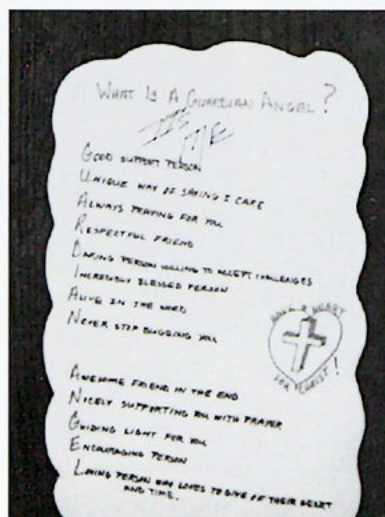 WHAT IS A GUARDIAN ANGEL?
IT'S ME
GOOD SUPPORT PERSON
UNIQUE WAY OF SAYING I CARE
ALWAYS PRAYING FOR YOU
RESPECTFUL FRIEND
DARING PERSON WILLING TO ACCEPT CHALLENGES
INCREDIBLY BLESSED PERSON
ALIVE IN THE WORD
NEVER STOP BUGGING YOU
HAVE A HEART
FOR CHRIST!
AWESOME FRIEND IN THE END
NICELY SUPPORTING YOU WITH PRAYER
GUIDING LIGHT FOR YOU
ENCOURAGING PERSON
LOVING PERSON WHO LOVES TO GIVE OF THEIR HEART
AND TIME.